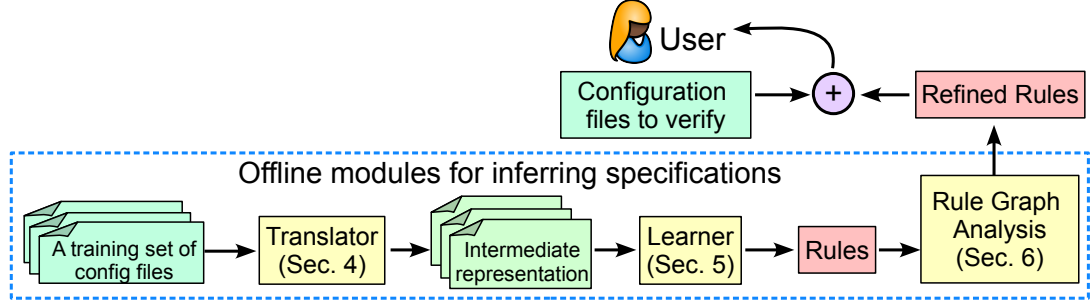 User
Configuration
files to verify
+
Refined Rules
Offline modules for inferring specifications
A training set of
config files
Translator
(Sec. 4)
Intermediate
representation
Learner
(Sec. 5)
Rules
Rule Graph
Analysis
(Sec. 6)